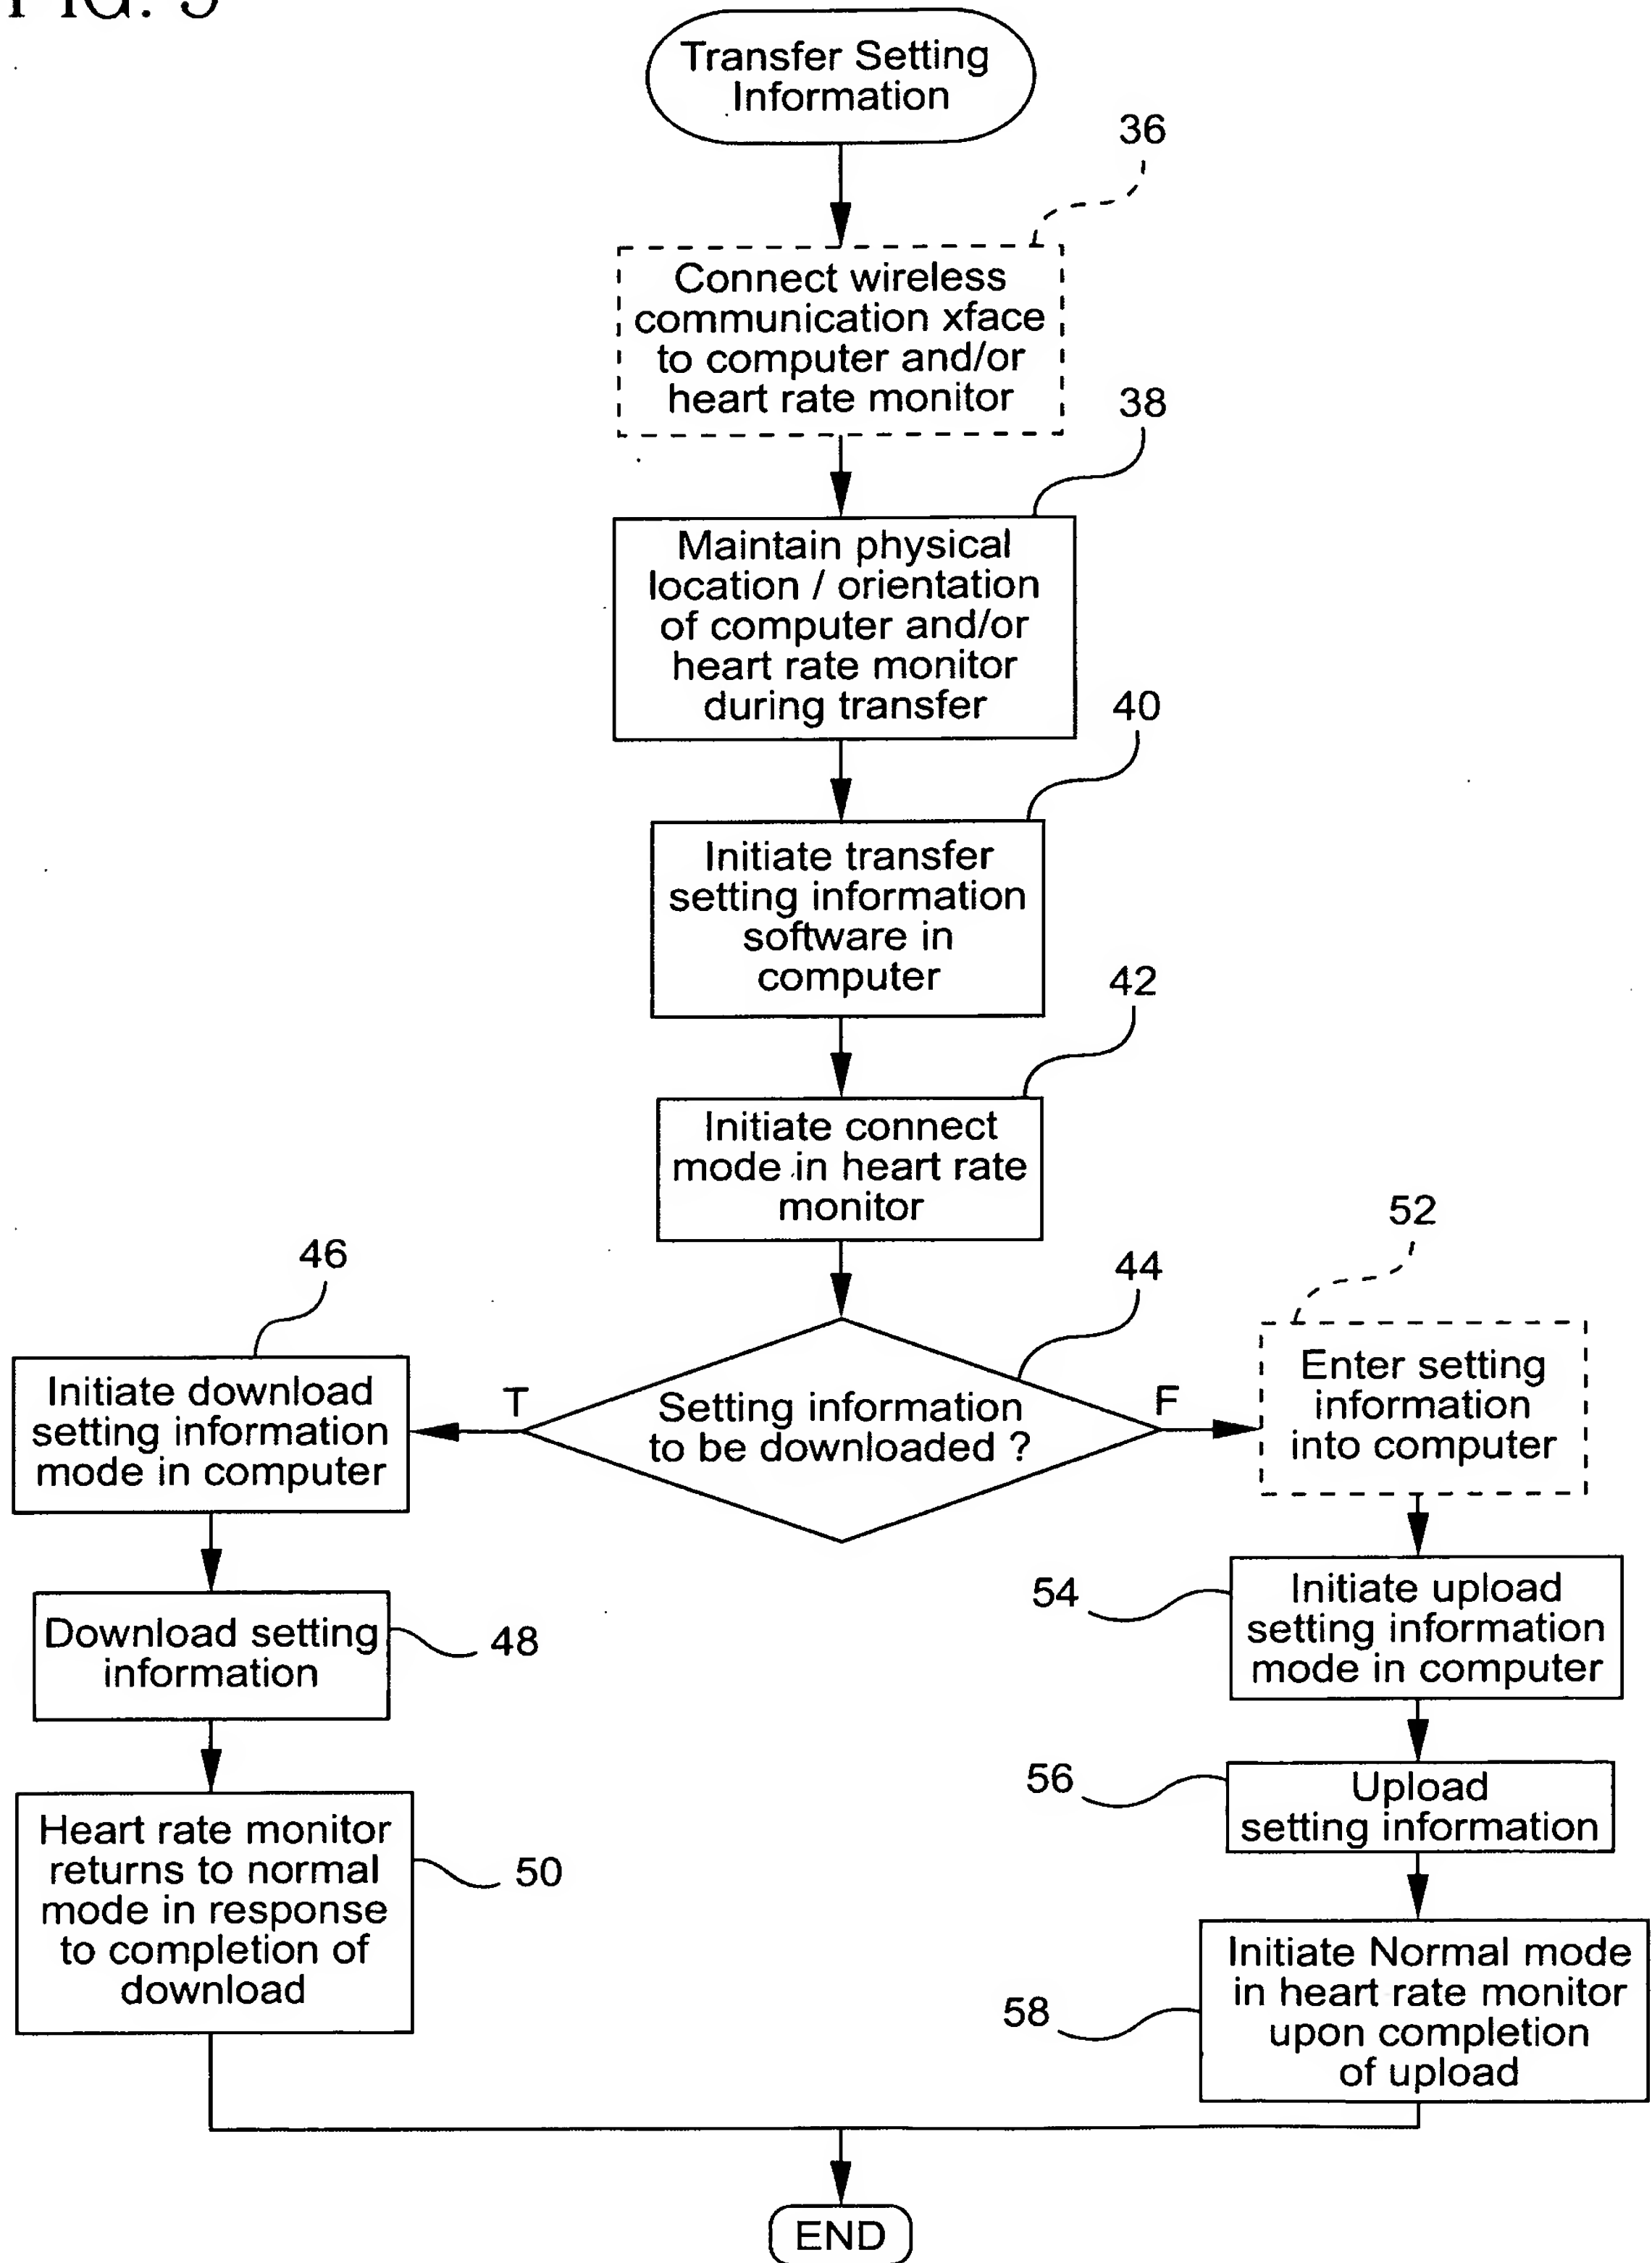 FIG. 5
Transfer Setting
Information
36
Connect wireless
communication xface
to computer and/or
heart rate monitor
38
Maintain physical
location / orientation
of computer and/or
heart rate monitor
during transfer
40
Initiate transfer
setting information
software in
computer
42
Initiate connect
mode in heart rate
monitor
44
Setting information
to be downloaded ?
T
F
46
Initiate download
setting information
mode in computer
Download setting
information
48
Heart rate monitor
returns to normal
mode in response
to completion of
download
50
52
Enter setting
information
into computer
54
Initiate upload
setting information
mode in computer
56
Upload
setting information
58
Initiate Normal mode
in heart rate monitor
upon completion
of upload
END